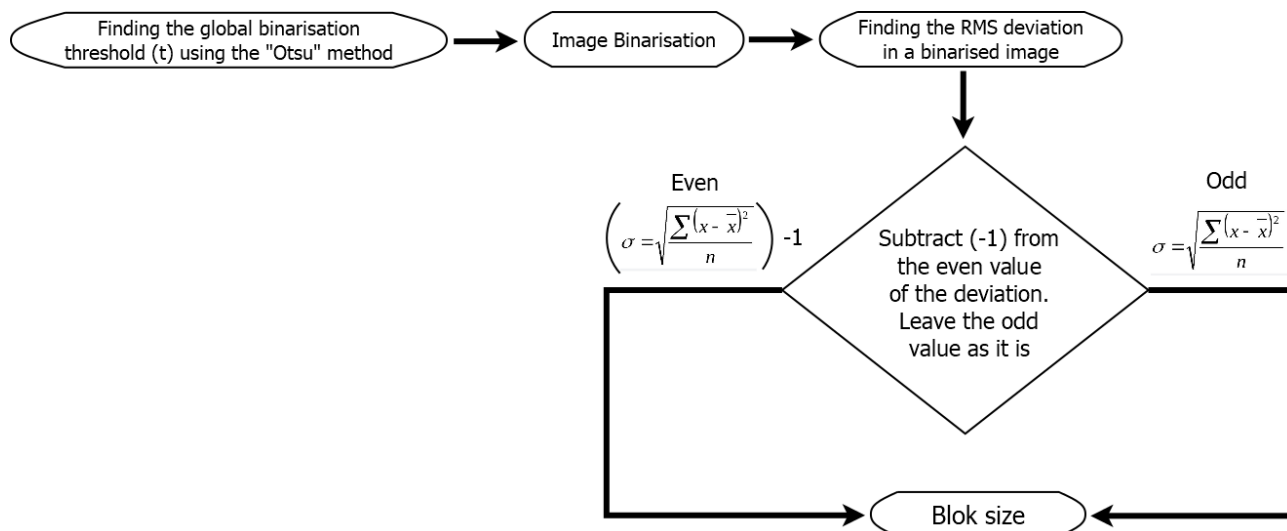 Finding the global binarisation
threshold (t) using the "Otsu" method
Image Binarisation
Finding the RMS deviation
in a binarised image
Even
(σ = √(∑(x - x̅)² / n)) -1
Subtract (-1) from
the even value
of the deviation.
Leave the odd
value as it is
Odd
σ = √(∑(x - x̅)² / n)
Blok size